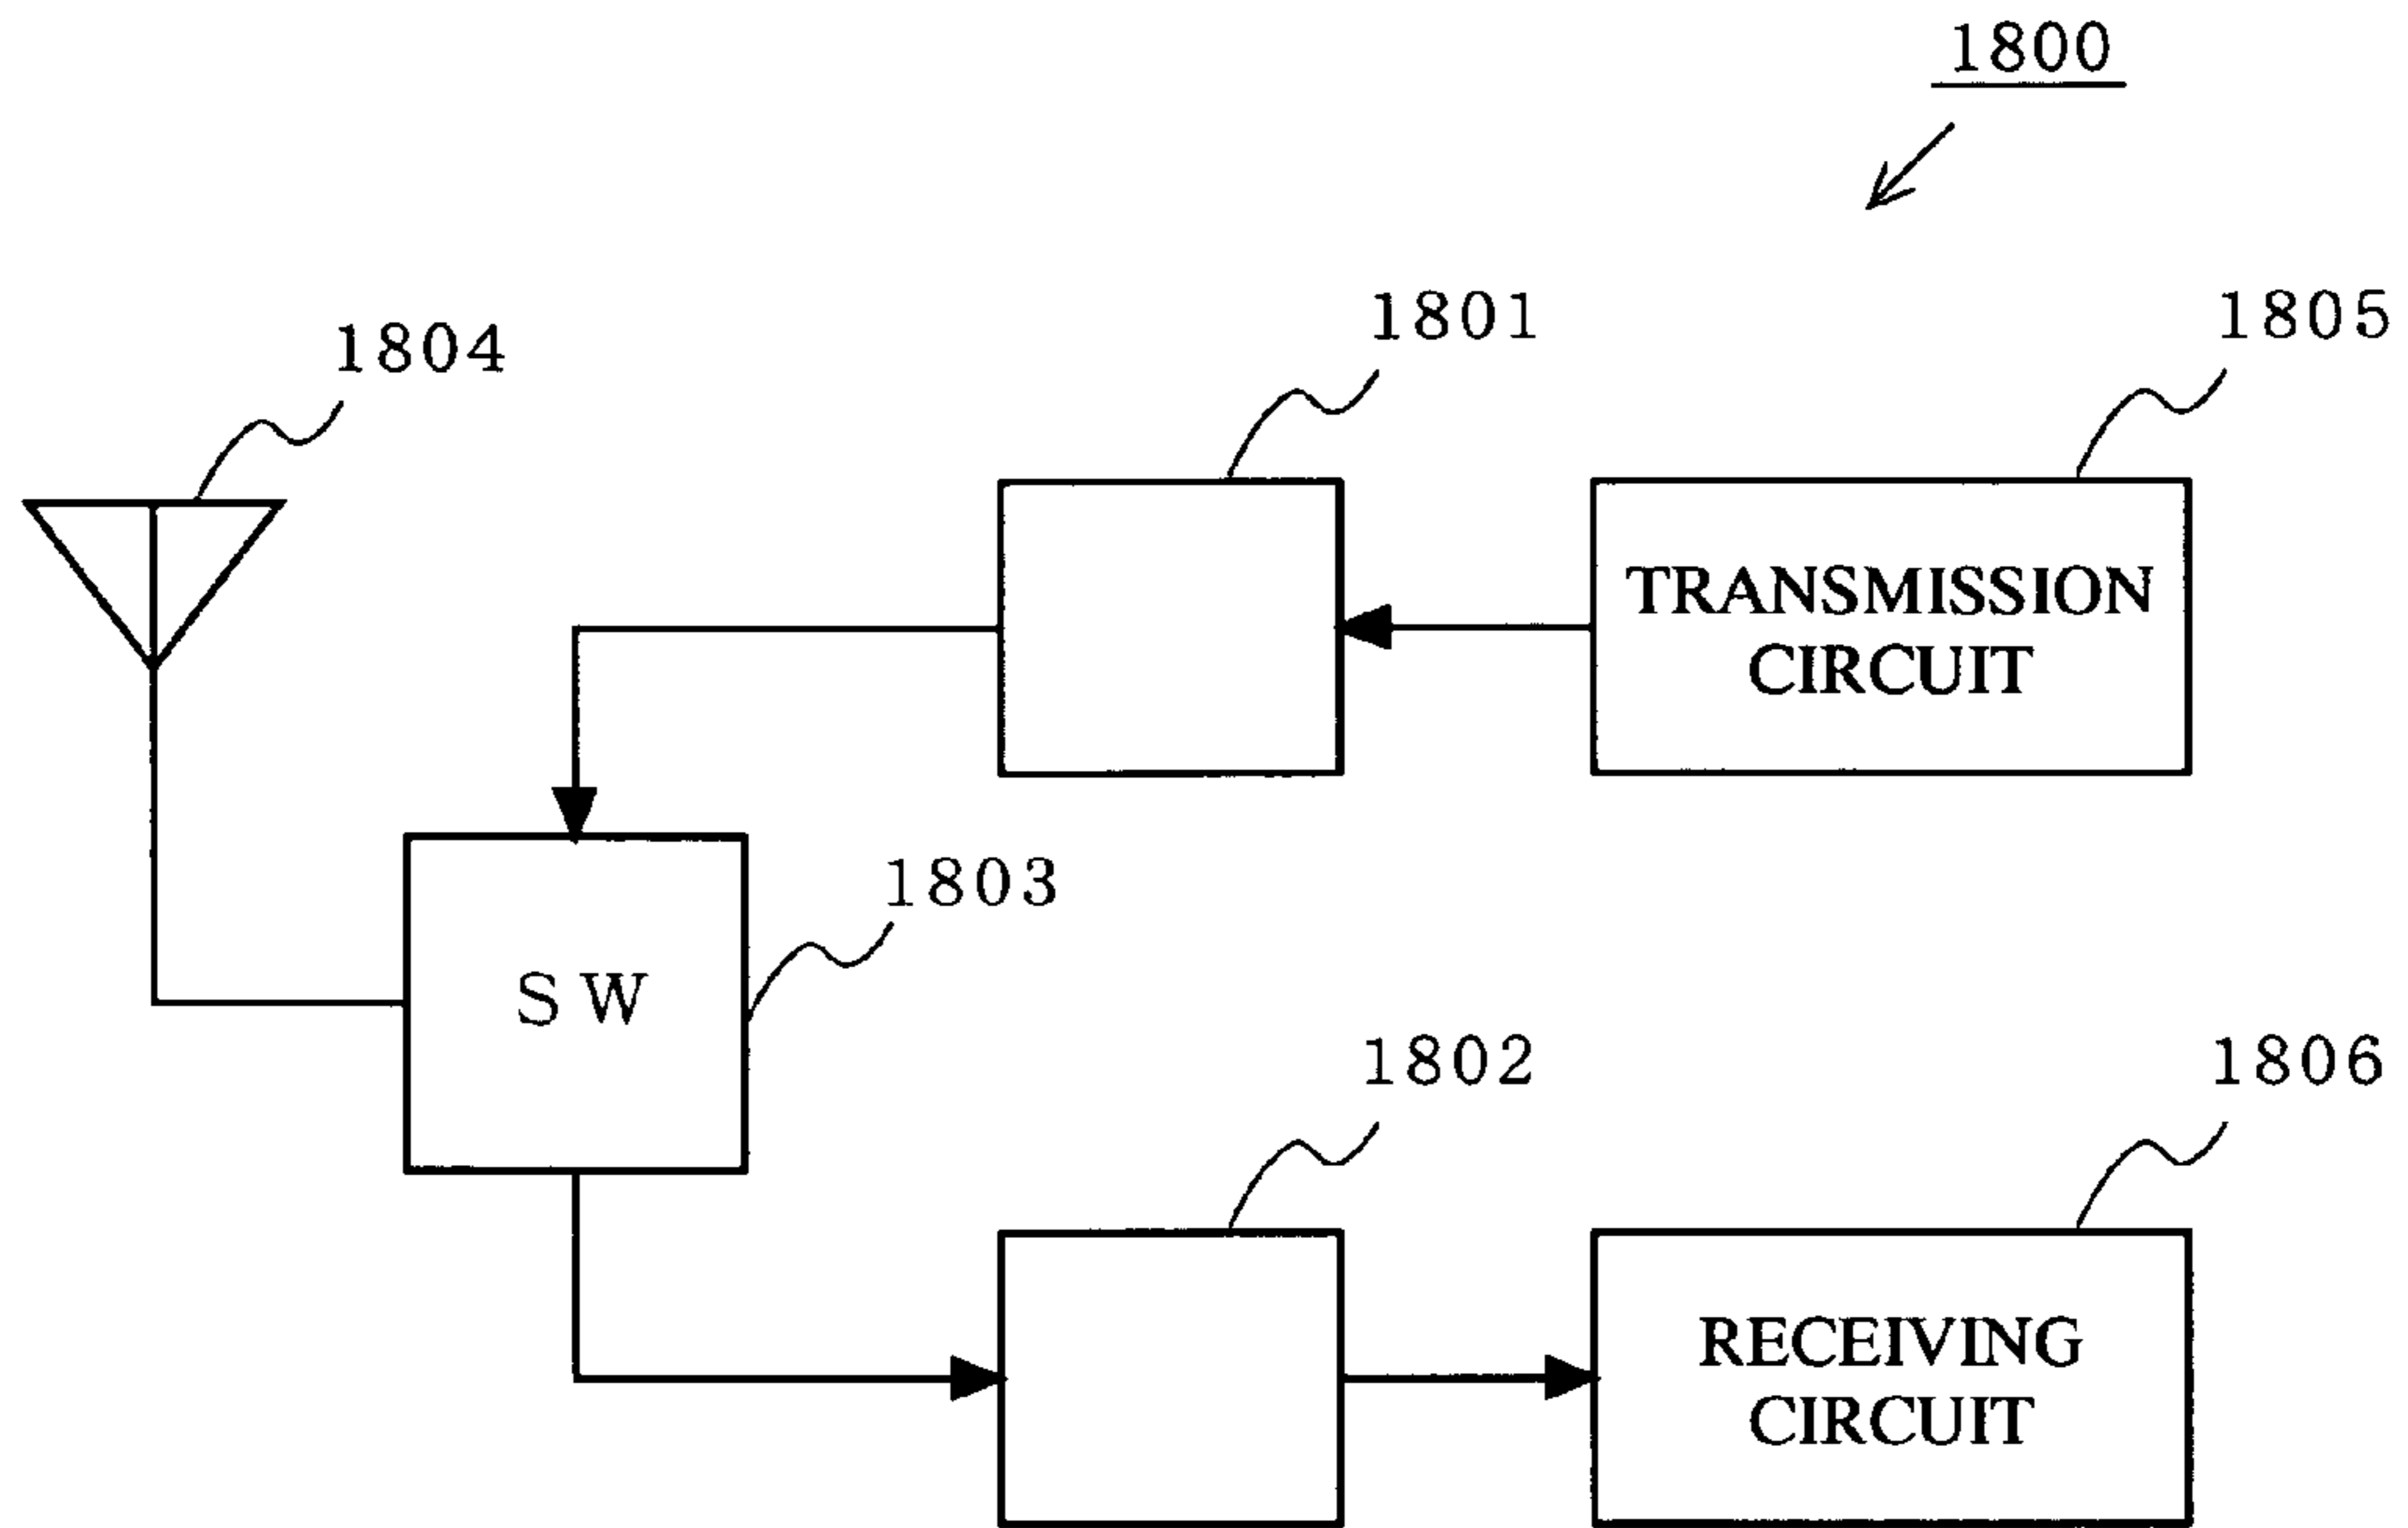 1800
1804
1801
1805
TRANSMISSION
CIRCUIT
1803
SW
1802
1806
RECEIVING
CIRCUIT